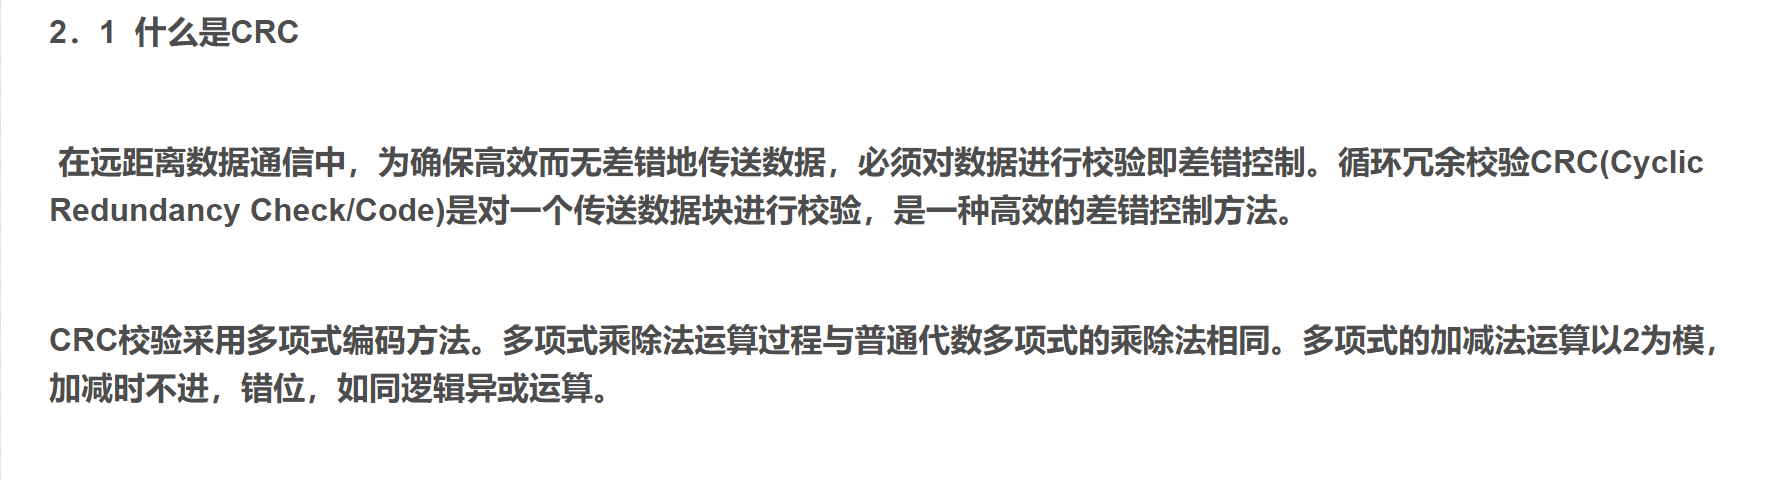 2．1 什么是CRC
在远距离数据通信中，为确保高效而无差错地传送数据，必须对数据进行校验即差错控制。循环冗余校验CRC(Cyclic
Redundancy Check/Code)是对一个传送数据块进行校验，是一种高效的差错控制方法。
CRC校验采用多项式编码方法。多项式乘除法运算过程与普通代数多项式的乘除法相同。多项式的加减法运算以2为模，
加减时不进，错位，如同逻辑异或运算。